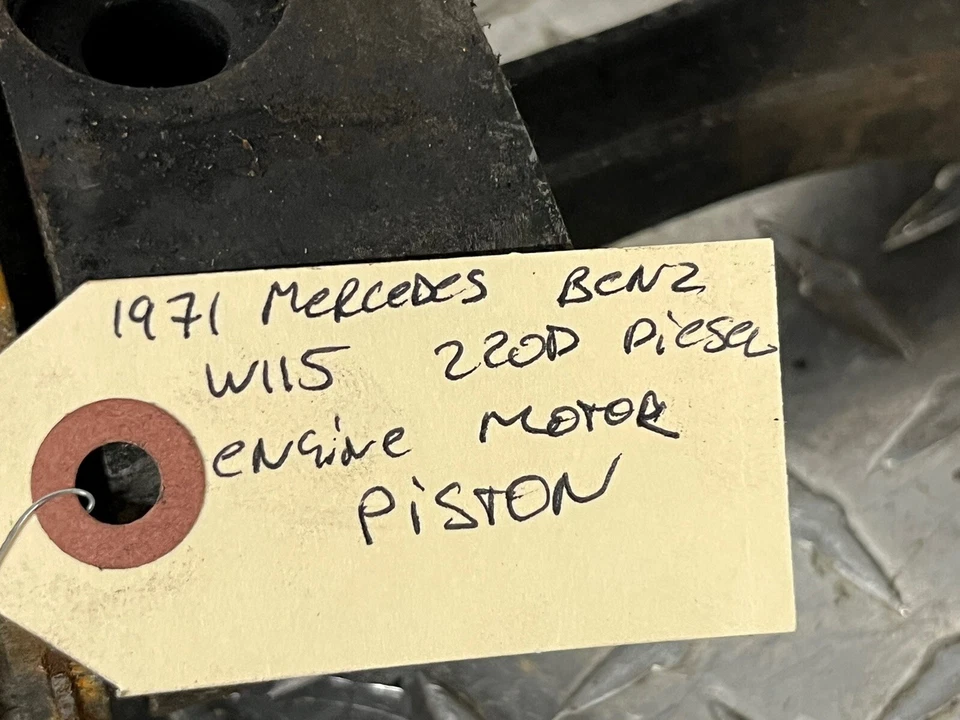 1971 MERCEDES BENZ
W115 220D DIESEL
ENGINE MOTOR
PISTON